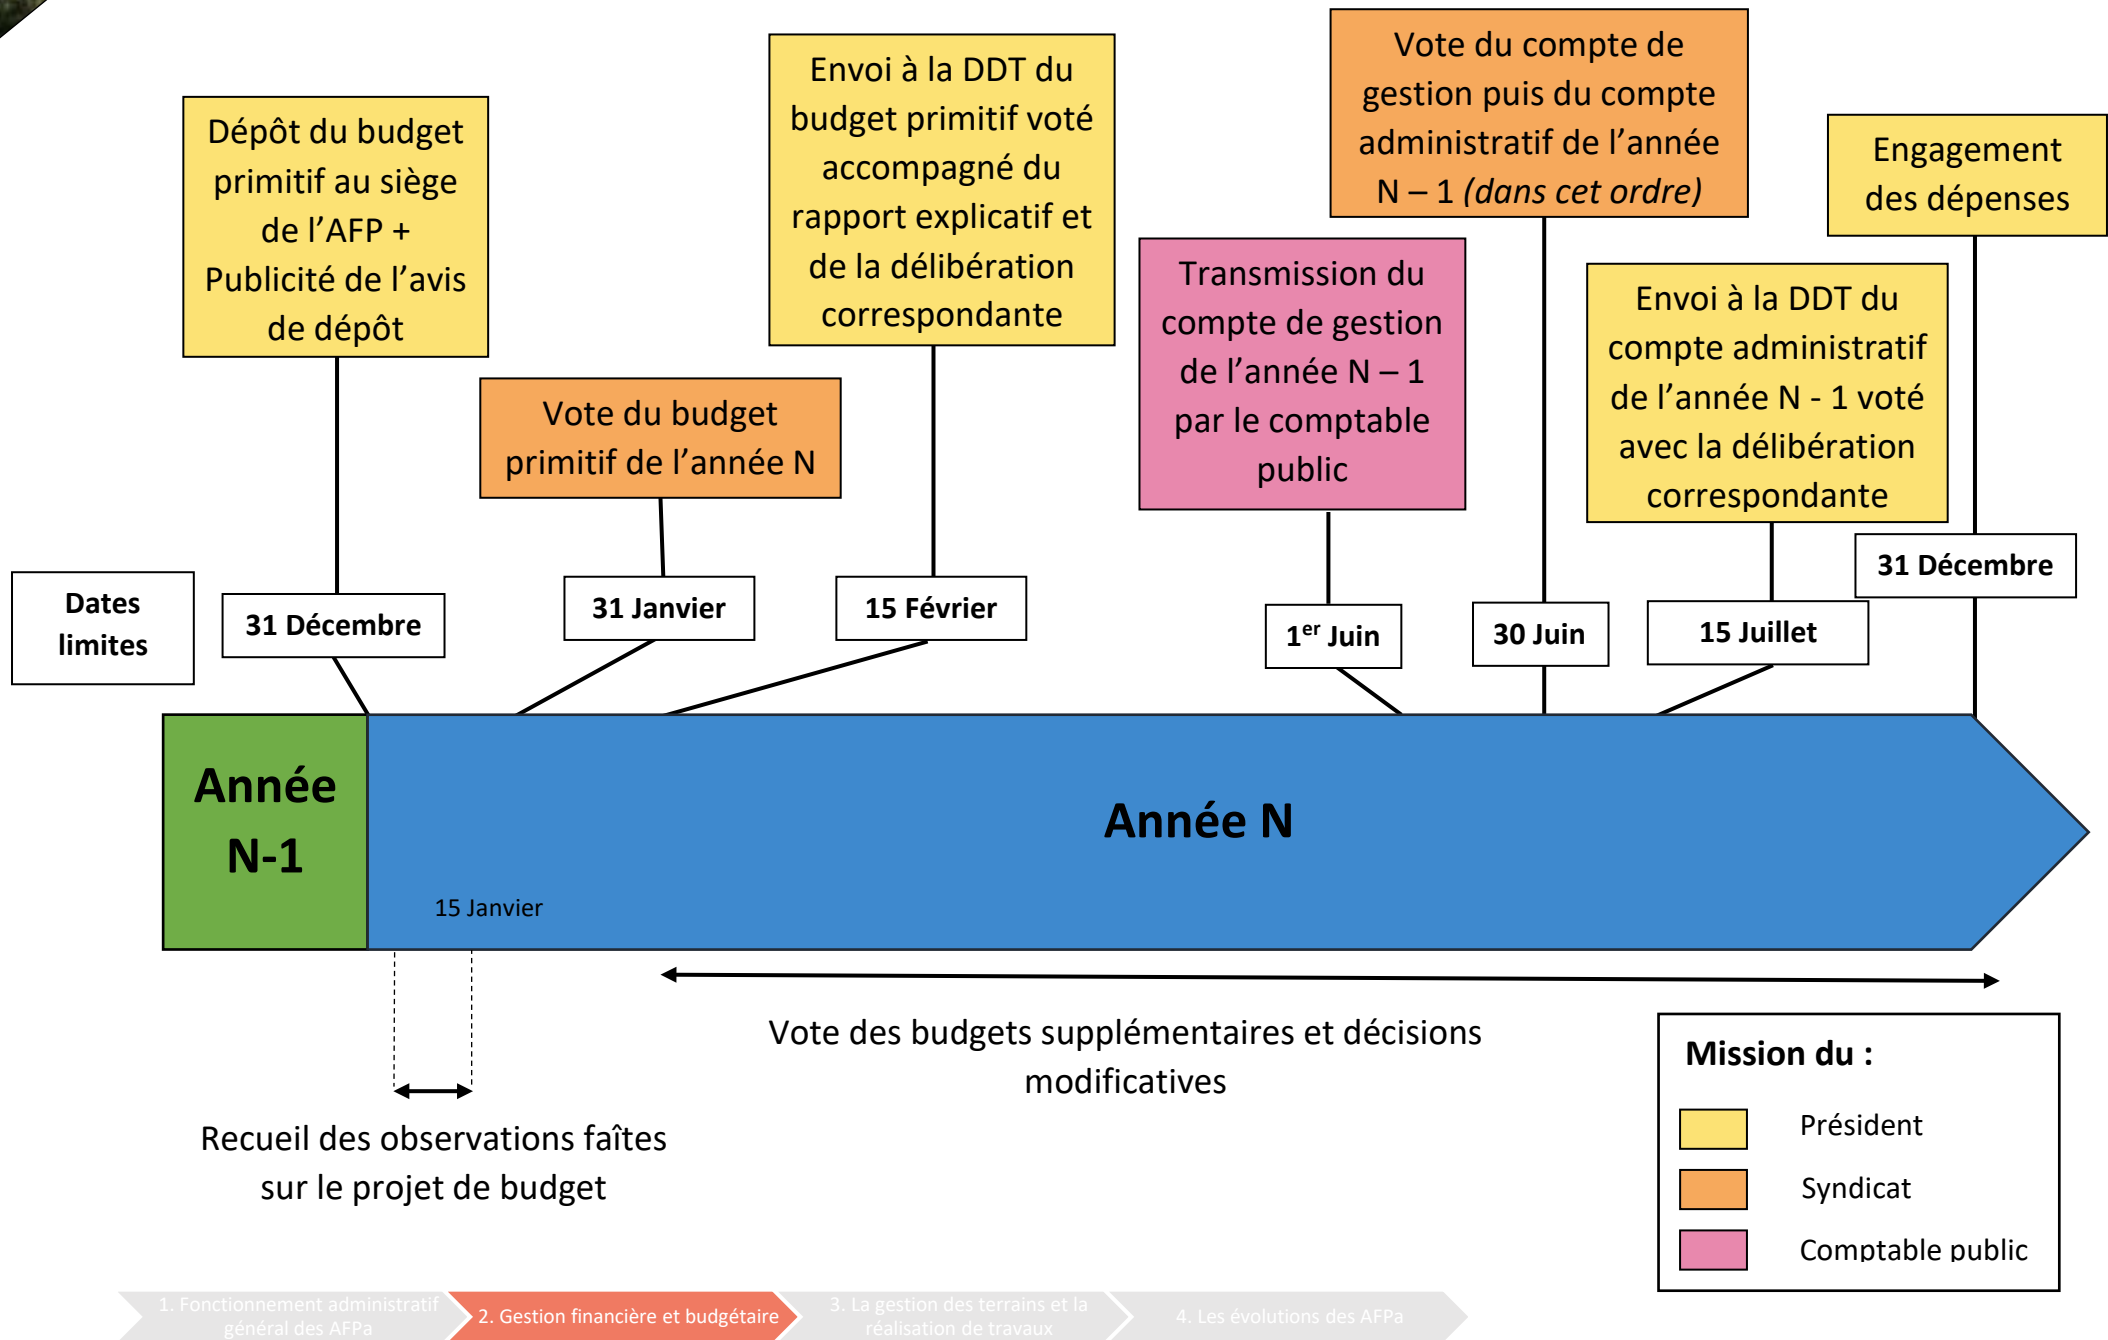 Dépôt du budget
primitif au siège
de l’AFP +
Publicité de l’avis
de dépôt
Vote du budget
primitif de l’année N
Envoi à la DDT du
budget primitif voté
accompagné du
rapport explicatif et
de la délibération
correspondante
Transmission du
compte de gestion
de l’année N – 1
par le comptable
public
Vote du compte de
gestion puis du compte
administratif de l’année
N – 1 (dans cet ordre)
Envoi à la DDT du
compte administratif
de l’année N - 1 voté
avec la délibération
correspondante
Engagement
des dépenses
Dates
limites
31 Décembre
31 Janvier
15 Février
1er Juin
30 Juin
15 Juillet
31 Décembre
Année
N-1
Année N
15 Janvier
Vote des budgets supplémentaires et décisions
modificatives
Recueil des observations faîtes
sur le projet de budget
Mission du :
Président
Syndicat
Comptable public
1. Fonctionnement administratif
général des AFPa
2. Gestion financière et budgétaire
3. La gestion des terrains et la
réalisation de travaux
4. Les évolutions des AFPa